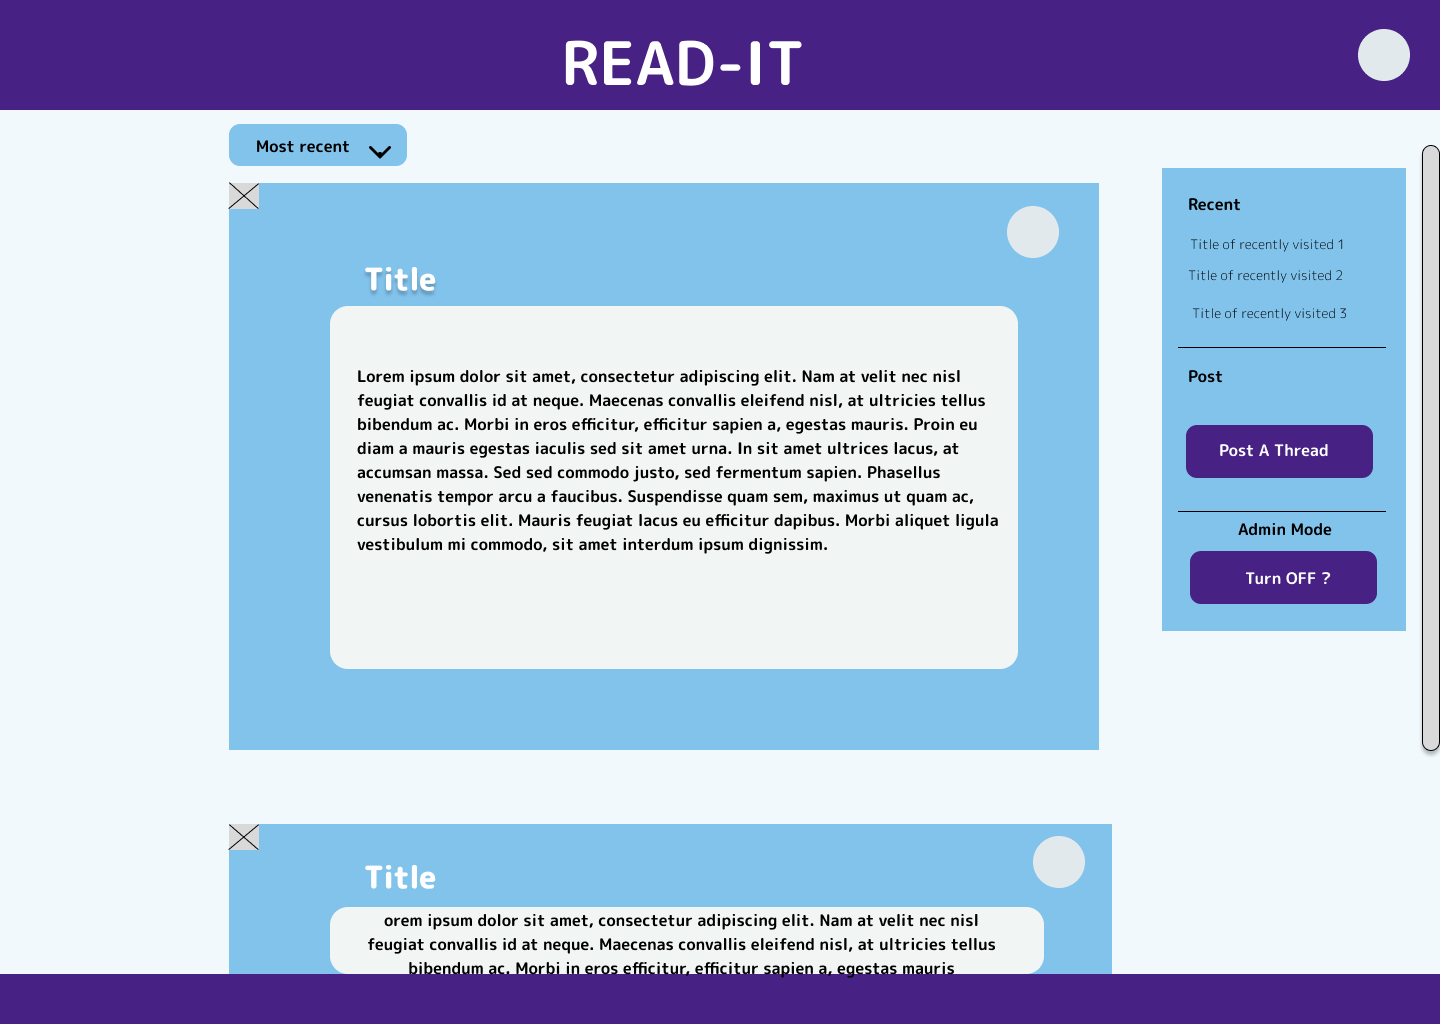 READ-IT
Most recent
Title
Lorem ipsum dolor sit amet, consectetur adipiscing elit. Nam at velit nec nisl
feugiat convallis id at neque. Maecenas convallis eleifend nisl, at ultricies tellus
bibendum ac. Morbi in eros efficitur, efficitur sapien a, egestas mauris. Proin eu
diam a mauris egestas iaculis sed sit amet urna. In sit amet ultrices lacus, at
accumsan massa. Sed sed commodo justo, sed fermentum sapien. Phasellus
venenatis tempor arcu a faucibus. Suspendisse quam sem, maximus ut quam ac,
cursus lobortis elit. Mauris feugiat lacus eu efficitur dapibus. Morbi aliquet ligula
vestibulum mi commodo, sit amet interdum ipsum dignissim.
Title
orem ipsum dolor sit amet, consectetur adipiscing elit. Nam at velit nec nisl
feugiat convallis id at neque. Maecenas convallis eleifend nisl, at ultricies tellus
bibendum ac. Morbi in eros efficitur, efficitur sapien a, egestas mauris
Recent
Title of recently visited 1
Title of recently visited 2
Title of recently visited 3
Post
Post A Thread
Admin Mode
Turn OFF ?